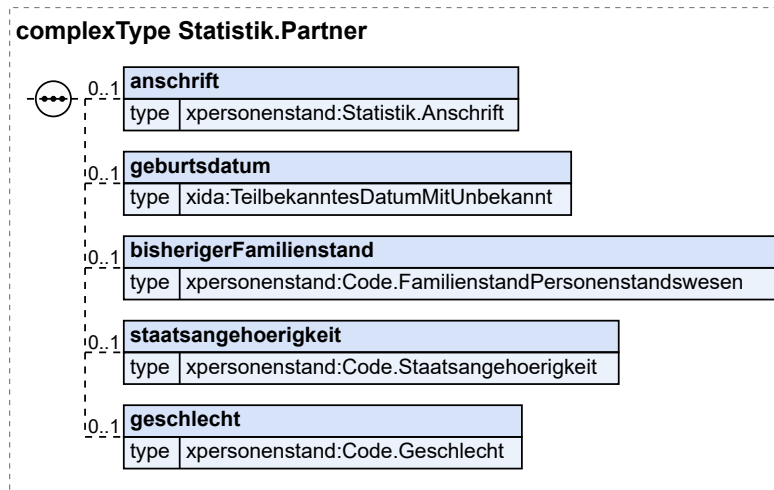 complexType Statistik.Partner
0..1 anschrift
type xpersonenstand:Statistik.Anschrift
0..1 geburtsdatum
type xida:TeilbekanntesDatumMitUnbekannt
0..1 bisherigerFamilienstand
type xpersonenstand:Code.FamilienstandPersonenstandswesen
0..1 staatsangehoerigkeit
type xpersonenstand:Code.Staatsangehoerigkeit
0..1 geschlecht
type xpersonenstand:Code.Geschlecht